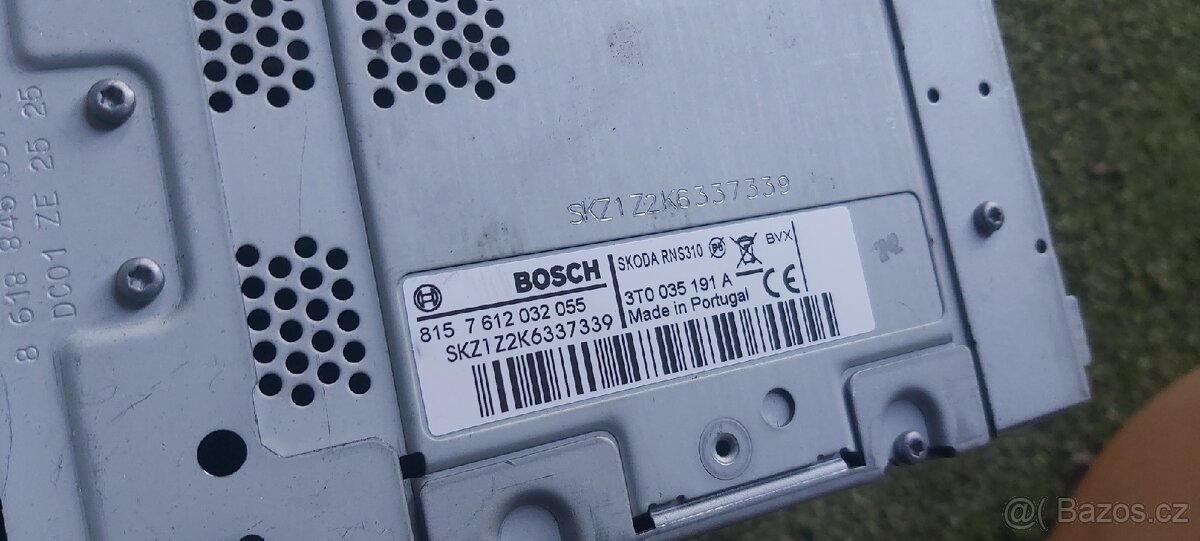 SKZ1Z2K6337339
BOSCH
815 7 612 032 055
SKZ1Z2K6337339
SKODA RNS310
BVX
3T0 035 191 A
Made in Portugal
CE
8 618 845
DC01 ZE 25 25
Bazos.cz